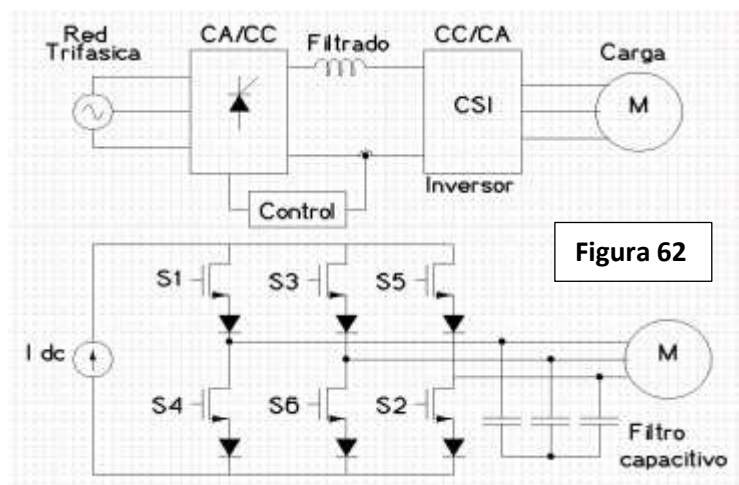 Red
Trifasica
CA/CC
Filtrado
CC/CA
Carga
CSI
M
Inversor
Control
Figura 62
S1
S3
S5
I dc
M
S4
S6
S2
Filtro
capacitivo